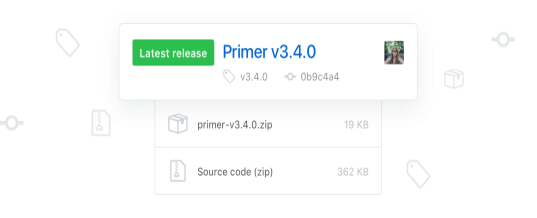 Latest release Primer v3.4.0
v3.4.0 0b9c4a4
primer-v3.4.0.zip 19 KB
Source code (zip) 362 KB